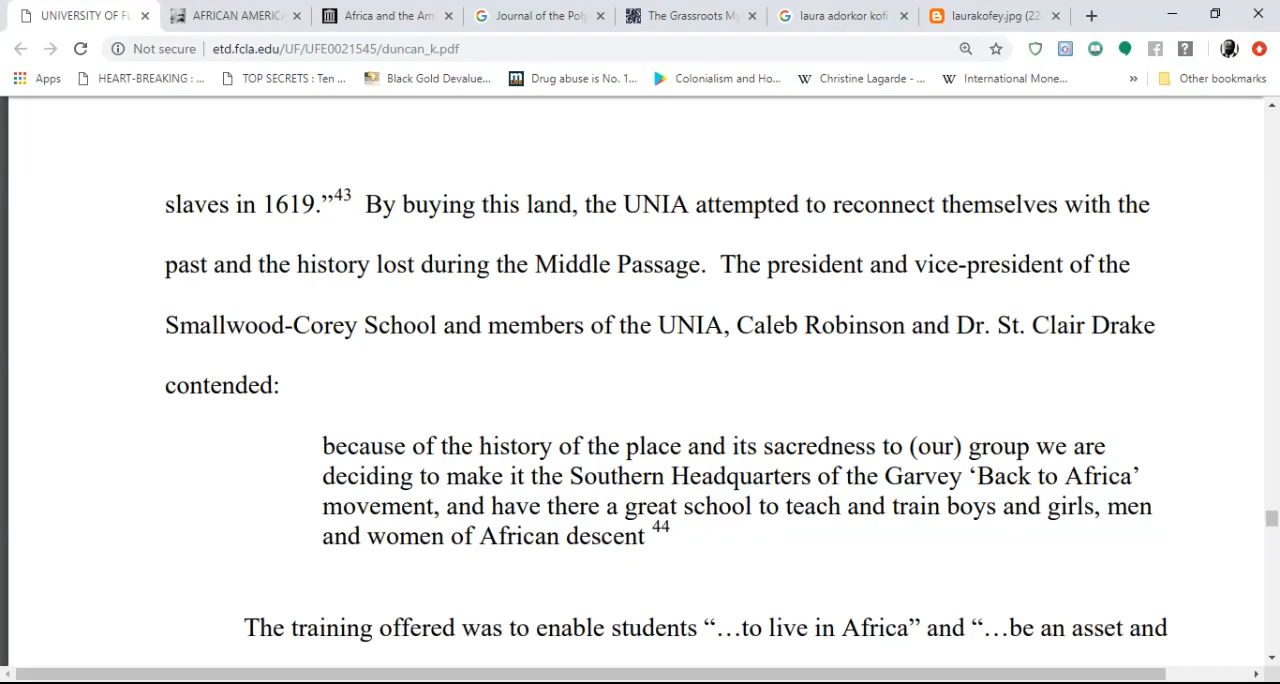 UNIVERSITY OF FL
AFRICAN AMERIC
Africa and the Am
Journal of the Pol
The Grassroots M
laura adorkor kofi
laurakofey.jpg (22
Not secure | etd.fcla.edu/UF/UFE0021545/duncan_k.pdf
Apps
HEART-BREAKING : ...
TOP SECRETS : Ten ...
Black Gold Devalue...
Drug abuse is No. 1...
Colonialism and Ho...
Christine Lagarde - ...
International Mone...
»
Other bookmarks
slaves in 1619.”43 By buying this land, the UNIA attempted to reconnect themselves with the
past and the history lost during the Middle Passage. The president and vice-president of the
Smallwood-Corey School and members of the UNIA, Caleb Robinson and Dr. St. Clair Drake
contended:
because of the history of the place and its sacredness to (our) group we are
deciding to make it the Southern Headquarters of the Garvey ‘Back to Africa’
movement, and have there a great school to teach and train boys and girls, men
and women of African descent 44
The training offered was to enable students “…to live in Africa” and “…be an asset and